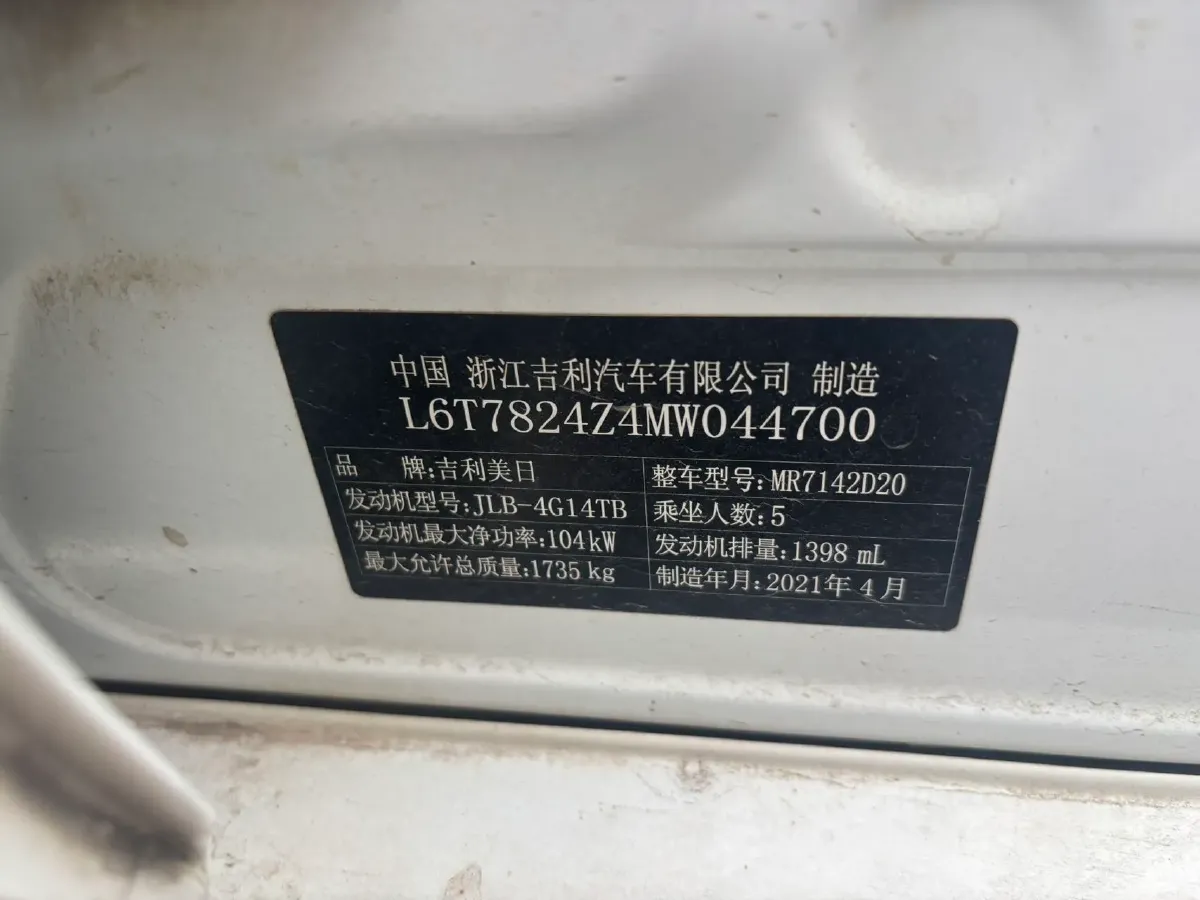 中国 浙江吉利汽车有限公司 制造
L6T7824Z4MW044700
品 牌:吉利美日 整车型号:MR7142D20
发动机型号:JLB-4G14TB 乘坐人数:5
发动机最大净功率:104kW 发动机排量:1398 mL
最大允许总质量:1735 kg 制造年月:2021年 4 月